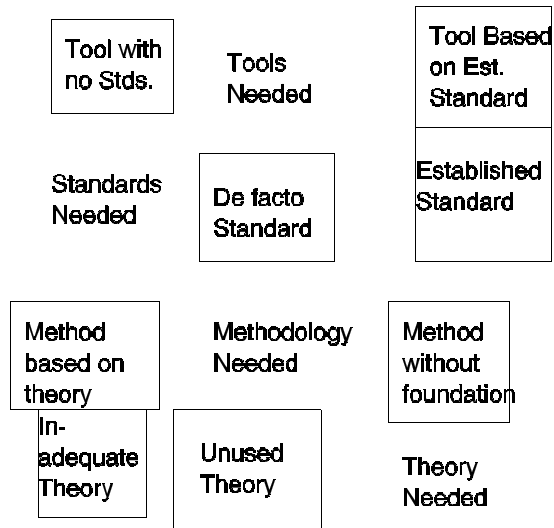 Tool with
no Stds.
Tools
Needed
Tool Based
on Est.
Standard
Standards
Needed
De facto
Standard
Established
Standard
Method
based on
theory
Methodology
Needed
Method
without
foundation
In-
adequate
Theory
Unused
Theory
Theory
Needed